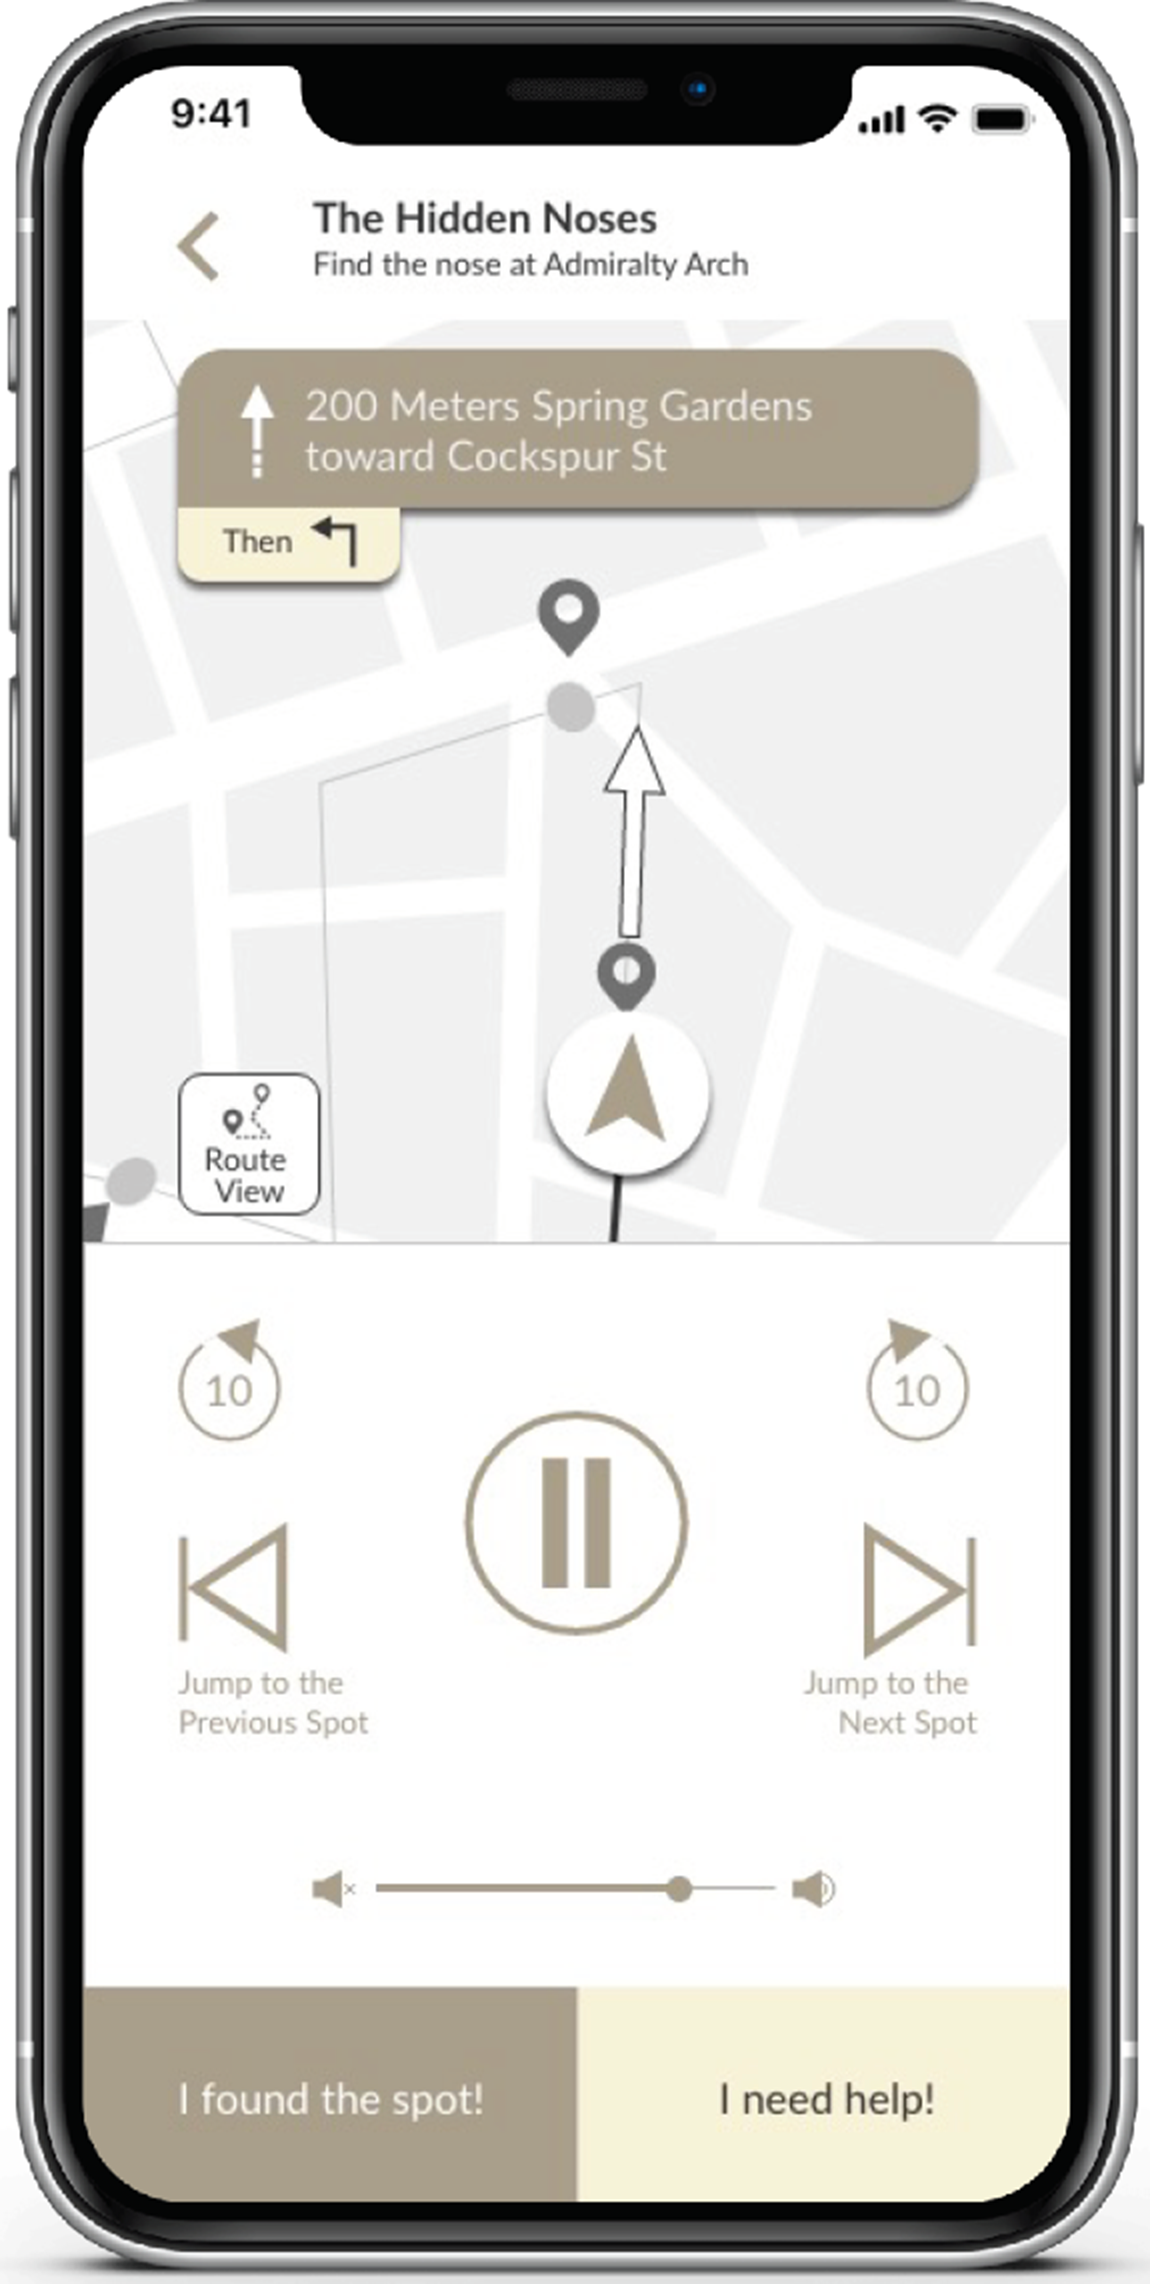 9:41
The Hidden Noses
Find the nose at Admiralty Arch
200 Meters Spring Gardens
toward Cockspur St
Then
Route
View
10
10
Jump to the
Previous Spot
Jump to the
Next Spot
I found the spot!
I need help!